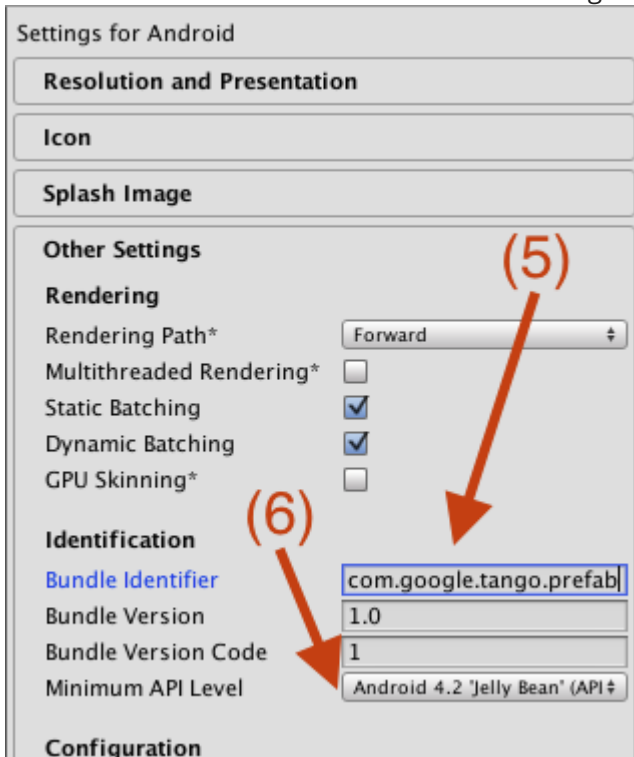 Settings for Android
Resolution and Presentation
Icon
Splash Image
Other Settings
(5)
Rendering
Rendering Path* Forward
Multithreaded Rendering*
Static Batching
Dynamic Batching
GPU Skinning*
(6)
Identification
Bundle Identifier com.google.tango.prefab
Bundle Version 1.0
Bundle Version Code 1
Minimum API Level Android 4.2 'Jelly Bean' (API
Configuration